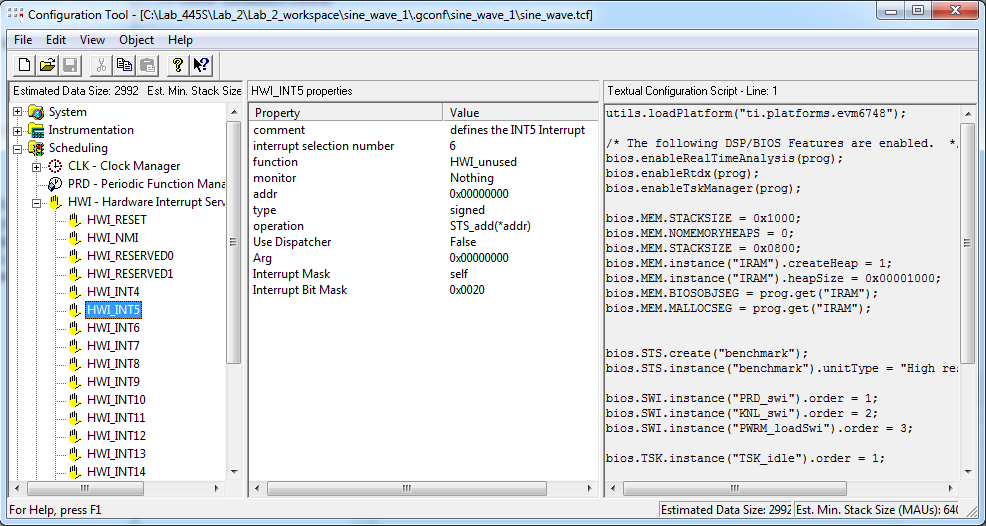 Configuration Tool - [C:\Lab_445S\Lab_2\Lab_2_workspace\sine_wave_1\.gconf\sine_wave_1\sine_wave.tcf]
File Edit View Object Help
Estimated Data Size: 2992 Est. Min. Stack Size
System
Instrumentation
Scheduling
CLK - Clock Manager
PRD - Periodic Function Mana
HWI - Hardware Interrupt Serv
HWI_RESET
HWI_NMI
HWI_RESERVED0
HWI_RESERVED1
HWI_INT4
HWI_INT5
HWI_INT6
HWI_INT7
HWI_INT8
HWI_INT9
HWI_INT10
HWI_INT11
HWI_INT12
HWI_INT13
HWI_INT14
HWI_INT5 properties
Property Value
comment defines the INT5 Interrupt
interrupt selection number 6
function HWI_unused
monitor Nothing
addr 0x00000000
type signed
operation STS_add(*addr)
Use Dispatcher False
Arg 0x00000000
Interrupt Mask self
Interrupt Bit Mask 0x0020
Textual Configuration Script - Line: 1
utils.loadPlatform("ti.platforms.evm6748");
/* The following DSP/BIOS Features are enabled. *
bios.enableRealTimeAnalysis(prog);
bios.enableRtdx(prog);
bios.enableTskManager(prog);
bios.MEM.STACKSIZE = 0x1000;
bios.MEM.NOMEMORYHEAPS = 0;
bios.MEM.STACKSIZE = 0x0800;
bios.MEM.instance("IRAM").createHeap = 1;
bios.MEM.instance("IRAM").heapSize = 0x00001000;
bios.MEM.BIOSOBJSEG = prog.get("IRAM");
bios.MEM.MALLOCSEG = prog.get("IRAM");
bios.STS.create("benchmark");
bios.STS.instance("benchmark").unitType = "High re
bios.SWI.instance("PRD_swi").order = 1;
bios.SWI.instance("KNL_swi").order = 2;
bios.SWI.instance("PWRM_loadSwi").order = 3;
bios.TSK.instance("TSK_idle").order = 1;
For Help, press F1
Estimated Data Size: 2992 Est. Min. Stack Size (MAUs): 640